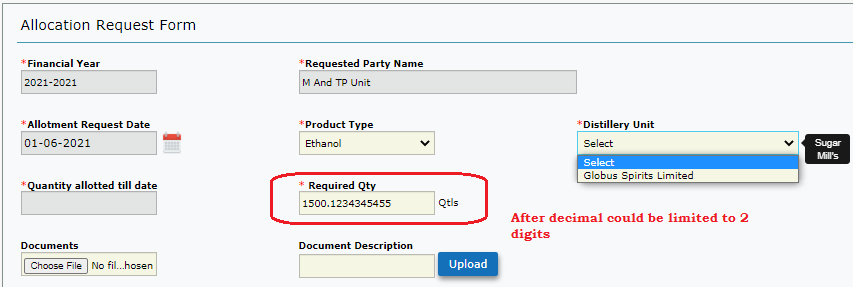 Allocation Request Form
*Financial Year
*Requested Party Name
2021-2021
M And TP Unit
*Allotment Request Date
*Product Type
*Distillery Unit
01-06-2021
Ethanol
Select
Sugar
Mill's
Select
Globus Spirits Limited
*Quantity allotted till date
* Required Qty
1500.1234345455
Qtls
After decimal could be limited to 2
digits
Documents
Document Description
Choose File No fil...hosen
Upload